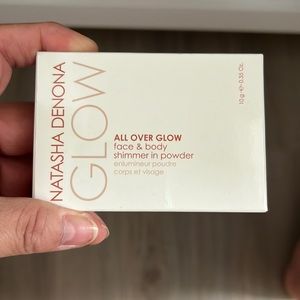 NATASHA DENONA
GLOW
ALL OVER GLOW
face & body
shimmer in powder
enlumineur poudre
corps et visage
10 g ℮ 0.35 Oz.